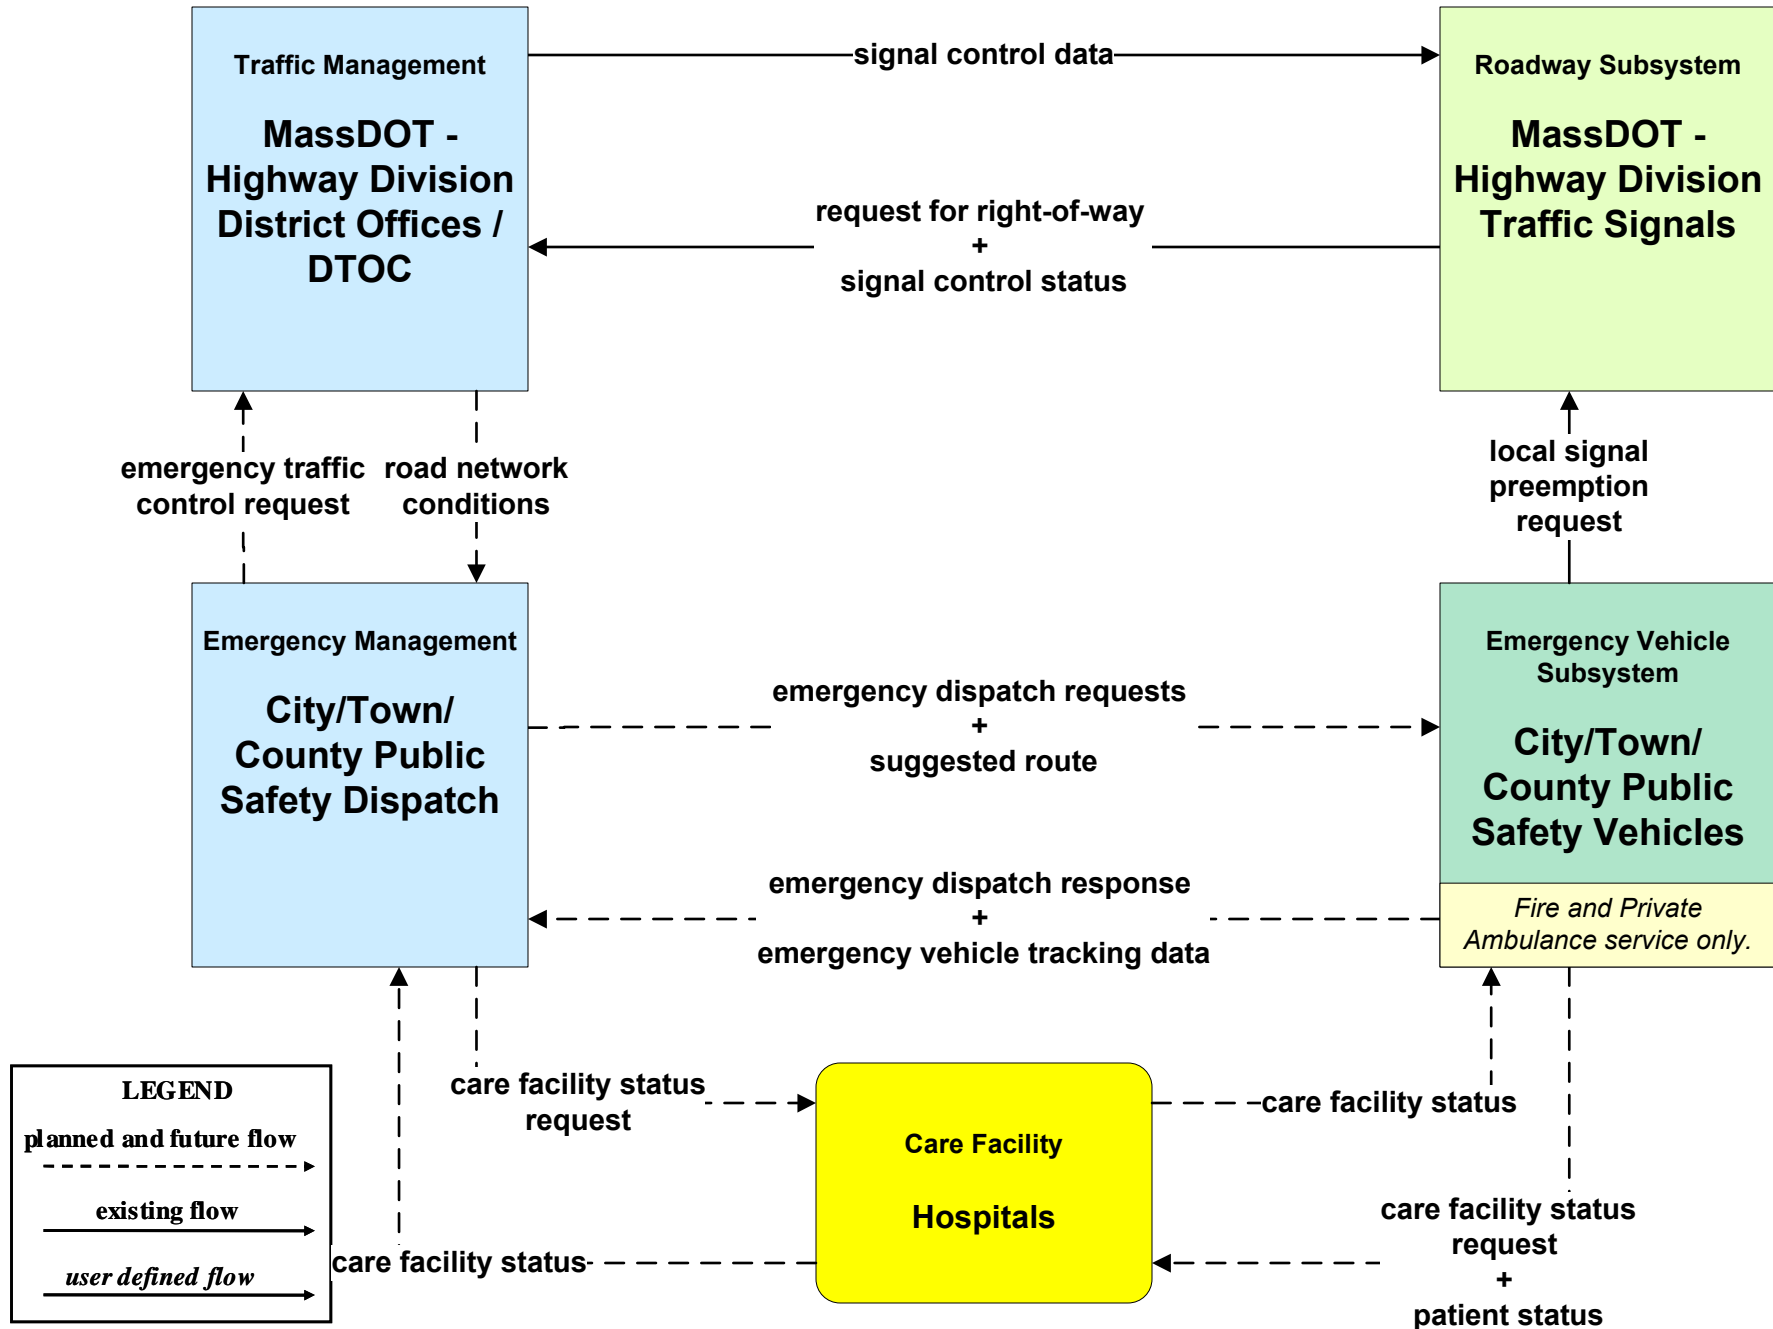 Traffic Management
MassDOT -
Highway Division
District Offices /
DTOC
signal control data
Roadway Subsystem
MassDOT -
Highway Division
Traffic Signals
request for right-of-way
+
signal control status
emergency traffic
control request
road network
conditions
local signal
preemption
request
Emergency Management
City/Town/
County Public
Safety Dispatch
emergency dispatch requests
+
suggested route
Emergency Vehicle
Subsystem
City/Town/
County Public
Safety Vehicles
Fire and Private
Ambulance service only.
emergency dispatch response
+
emergency vehicle tracking data
care facility status
request
Care Facility
Hospitals
care facility status
care facility status
request
+
patient status
care facility status
LEGEND
planned and future flow
existing flow
user defined flow